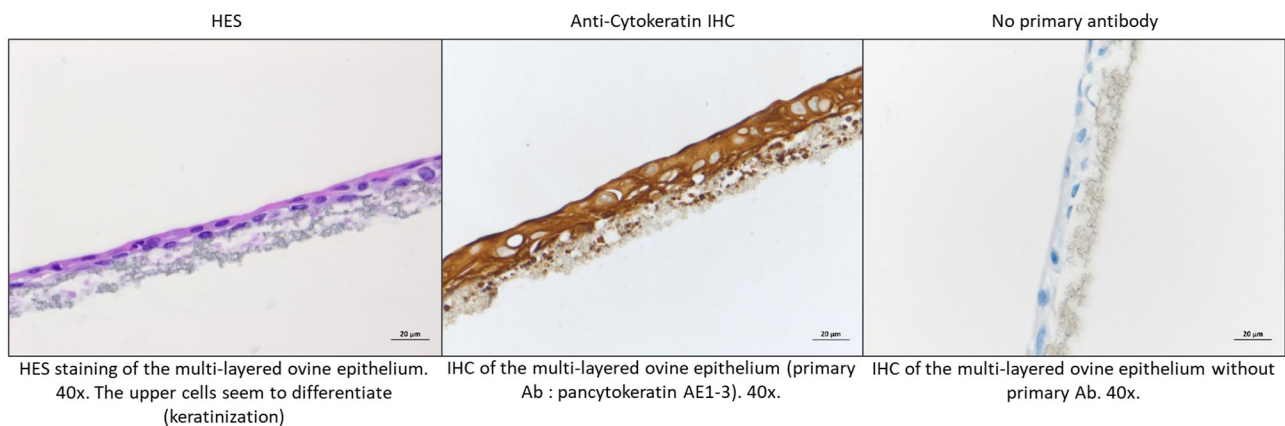 HES
Anti-Cytokeratin IHC
No primary antibody
20 µm
20 µm
20 µm
HES staining of the multi-layered ovine epithelium.
40x. The upper cells seem to differentiate
(keratinization)
IHC of the multi-layered ovine epithelium (primary
Ab : pancytokeratin AE1-3). 40x.
IHC of the multi-layered ovine epithelium without
primary Ab. 40x.